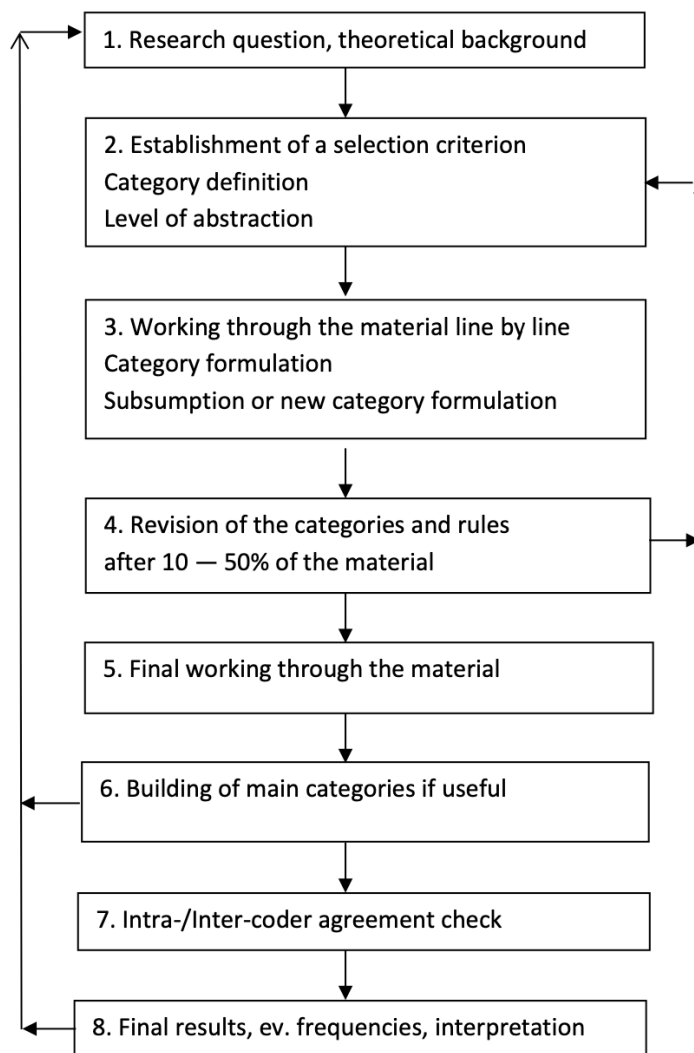 1. Research question, theoretical background
2. Establishment of a selection criterion
Category definition
Level of abstraction
3. Working through the material line by line
Category formulation
Subsumption or new category formulation
4. Revision of the categories and rules
after 10 — 50% of the material
5. Final working through the material
6. Building of main categories if useful
7. Intra-/Inter-coder agreement check
8. Final results, ev. frequencies, interpretation